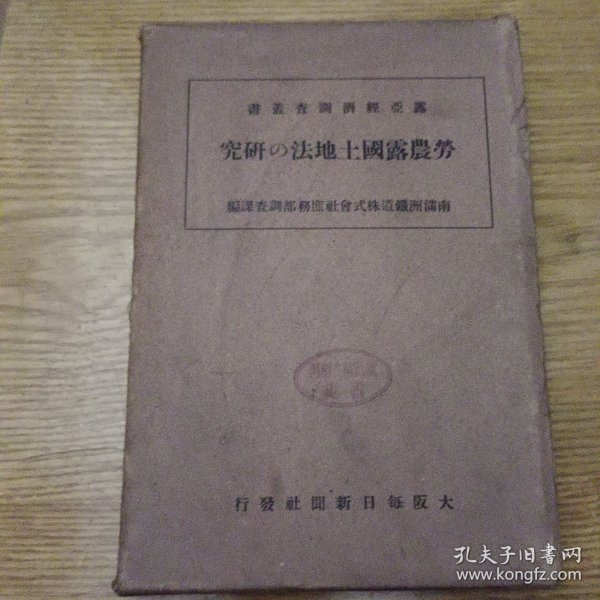 露亞經濟調査叢書
勞農露國土地法の研究
南滿洲鐵道株式會社庶務部調査課編
大阪每日新聞社發行
孔夫子旧书网
www.kongfz.com